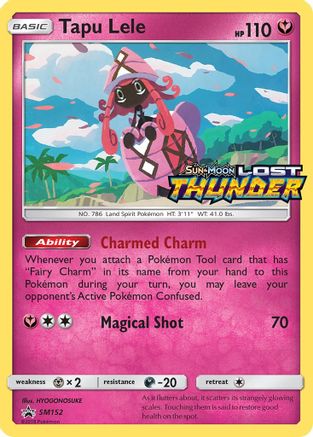 BASIC
Tapu Lele
HP110
SUN & MOON
LOST
THUNDER
NO. 786 Land Spirit Pokémon HT: 3'11" WT: 41.0 lbs.
Ability Charmed Charm
Whenever you attach a Pokémon Tool card that has
"Fairy Charm" in its name from your hand to this
Pokémon during your turn, you may leave your
opponent's Active Pokémon Confused.
Magical Shot 70
weakness ×2 resistance -20 retreat
Illus. HYOGONOSUKE
SM152
©2018 Pokémon
As it flutters about, it scatters its strangely glowing
scales. Touching them is said to restore good
health on the spot.